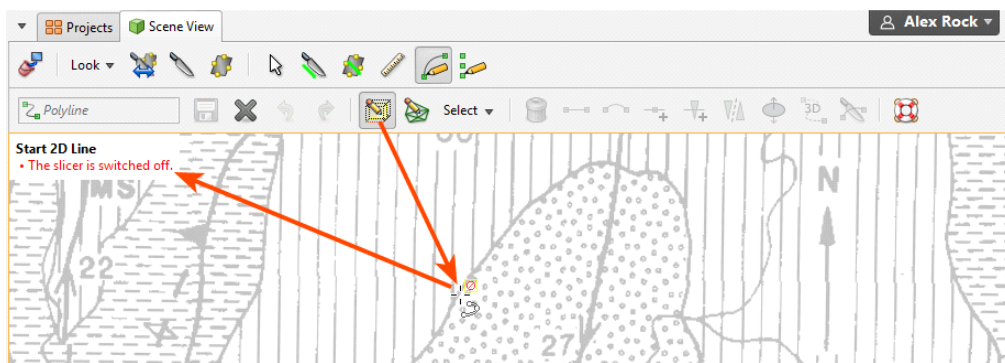 Projects
Scene View
Alex Rock
Look
Polyline
Select
3D
Start 2D Line
• The slicer is switched off.
MS
N
22
27